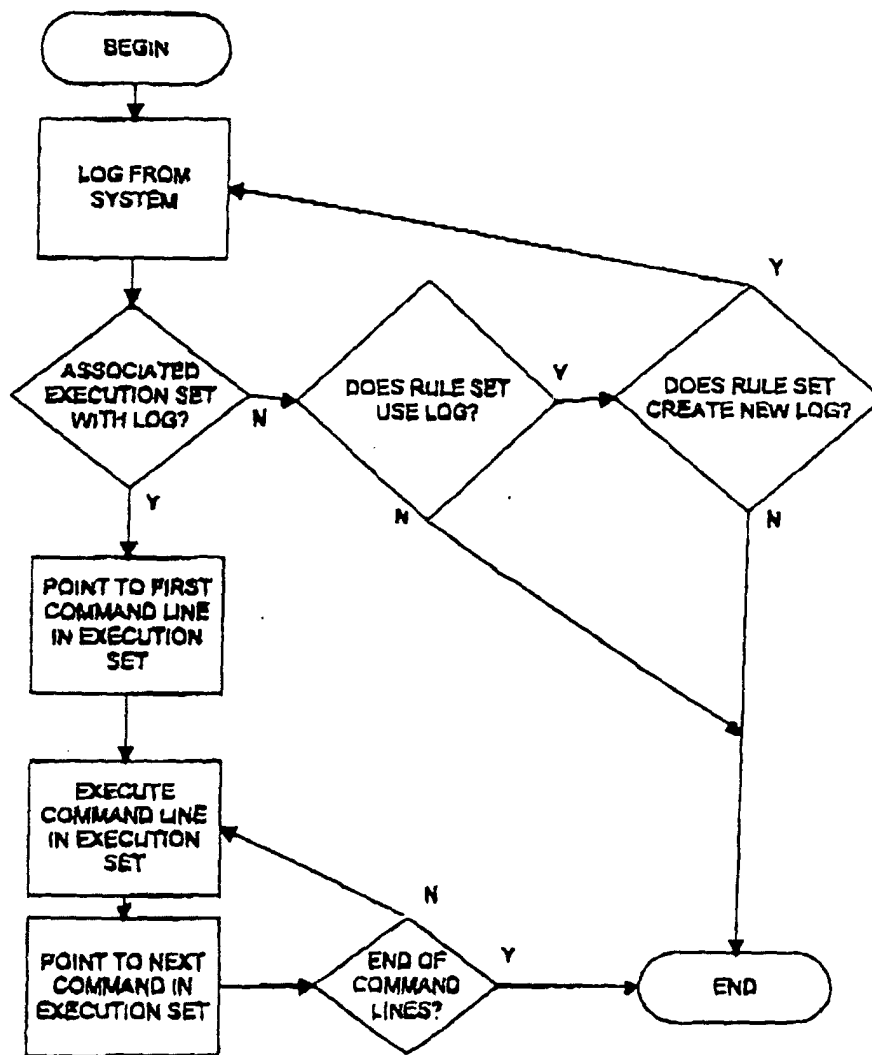 BEGIN
LOG FROM
SYSTEM
Y
ASSOCIATED
EXECUTION SET
WITH LOG?
N
DOES RULE SET
USE LOG?
Y
DOES RULE SET
CREATE NEW LOG?
Y
N
N
POINT TO FIRST
COMMAND LINE
IN EXECUTION
SET
EXECUTE
COMMAND LINE
IN EXECUTION
SET
N
POINT TO NEXT
COMMAND IN
EXECUTION SET
END OF
COMMAND
LINES?
Y
END